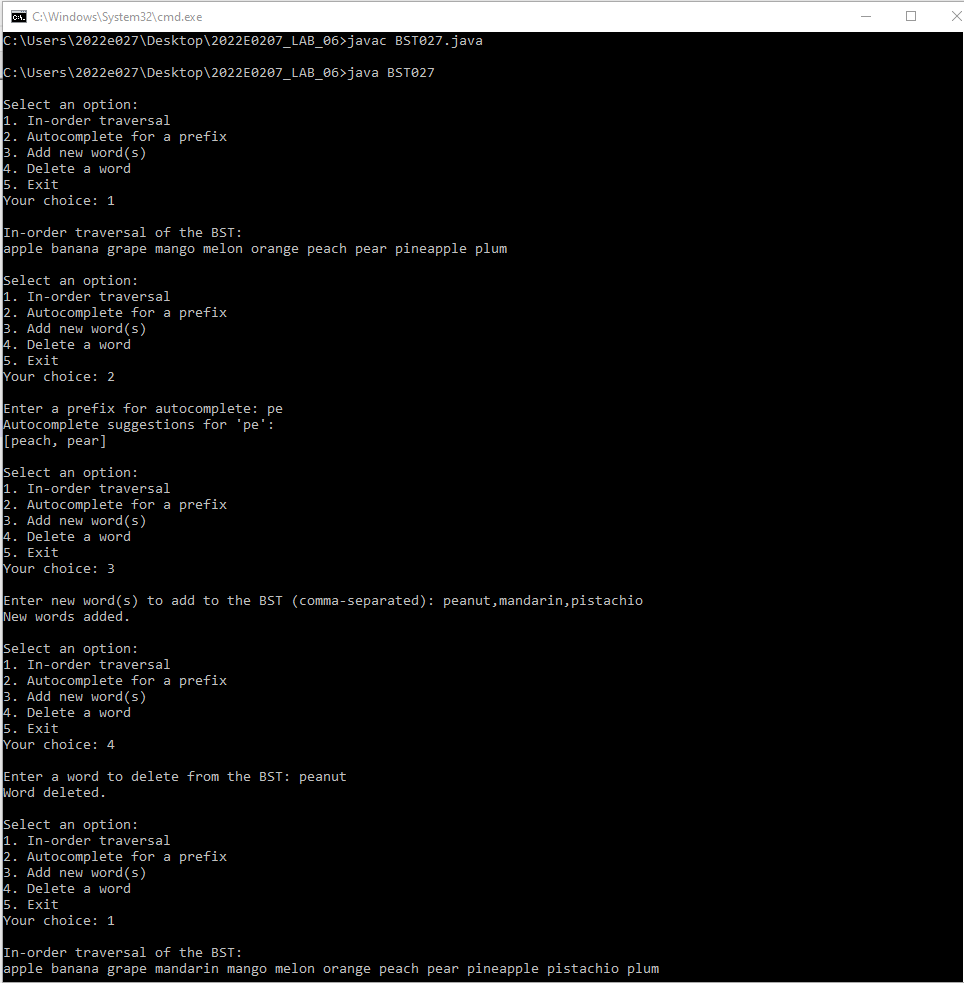 C:\Windows\System32\cmd.exe
C:\Users\2022e027\Desktop\2022E0207_LAB_06>javac BST027.java
C:\Users\2022e027\Desktop\2022E0207_LAB_06>java BST027
Select an option:
1. In-order traversal
2. Autocomplete for a prefix
3. Add new word(s)
4. Delete a word
5. Exit
Your choice: 1
In-order traversal of the BST:
apple banana grape mango melon orange peach pear pineapple plum
Select an option:
1. In-order traversal
2. Autocomplete for a prefix
3. Add new word(s)
4. Delete a word
5. Exit
Your choice: 2
Enter a prefix for autocomplete: pe
Autocomplete suggestions for 'pe':
[peach, pear]
Select an option:
1. In-order traversal
2. Autocomplete for a prefix
3. Add new word(s)
4. Delete a word
5. Exit
Your choice: 3
Enter new word(s) to add to the BST (comma-separated): peanut,mandarin,pistachio
New words added.
Select an option:
1. In-order traversal
2. Autocomplete for a prefix
3. Add new word(s)
4. Delete a word
5. Exit
Your choice: 4
Enter a word to delete from the BST: peanut
Word deleted.
Select an option:
1. In-order traversal
2. Autocomplete for a prefix
3. Add new word(s)
4. Delete a word
5. Exit
Your choice: 1
In-order traversal of the BST:
apple banana grape mandarin mango melon orange peach pear pineapple pistachio plum